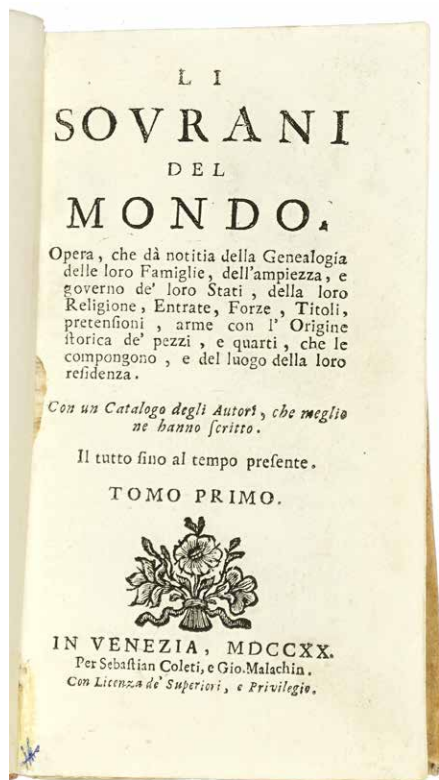 LI
SOVRANI
DEL
MONDO.
Opera, che dà notitia della Genealogia
delle loro Famiglie, dell'ampiezza, e
governo de' loro Stati, della loro
Religione, Entrate, Forze, Titoli,
pretenſioni, arme con l' Origine
ſtorica de' pezzi, e quarti, che le
compongono, e del luogo della loro
reſidenza.
Con un Catalogo degli Autori, che meglio
ne hanno ſcritto.
Il tutto ſino al tempo preſente.
TOMO PRIMO.
IN VENEZIA, MDCCXX.
Per Sebaſtian Coleti, e Gio. Malachin.
Con Licenza de' Superiori, e Privilegio.